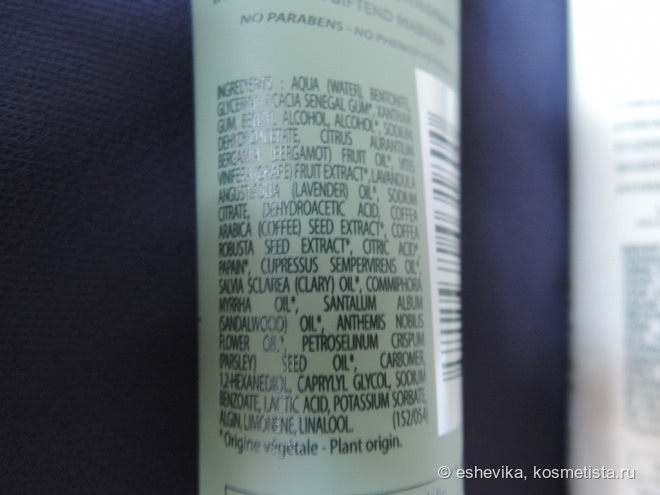 GIFTEND
NO PARABENS - NO
INGREDIENTS : AQUA (WATER), BENTONITE,
GLYCERIN, ACACIA SENEGAL GUM*, XANTHAN
GUM, BENZYL ALCOHOL, ALCOHOL*, SODIUM
DEHYDROACETATE, CITRUS AURANTIUM
BERGAMIA (BERGAMOT) FRUIT OIL*, VITIS
VINIFERA (GRAPE) FRUIT EXTRACT*, LAVANDULA
ANGUSTIFOLIA (LAVENDER) OIL*, SODIUM
CITRATE, DEHYDROACETIC ACID, COFFEA
ARABICA (COFFEE) SEED EXTRACT*, COFFEA
ROBUSTA SEED EXTRACT*, CITRIC ACID*,
PAPAIN*, CUPRESSUS SEMPERVIRENS OIL*,
SALVIA SCLAREA (CLARY) OIL*, COMMIPHORA
MYRRHA OIL*, SANTALUM ALBUM
(SANDALWOOD) OIL*, ANTHEMIS NOBILIS
FLOWER OIL*, PETROSELINUM CRISPUM
(PARSLEY) SEED OIL*, CARBOMER,
1,2-HEXANEDIOL, CAPRYLYL GLYCOL, SODIUM
BENZOATE, LACTIC ACID, POTASSIUM SORBATE,
ALGIN, LIMONENE, LINALOOL. (152/054)
*Origine végétale - Plant origin.
© eshevika, kosmetista.ru